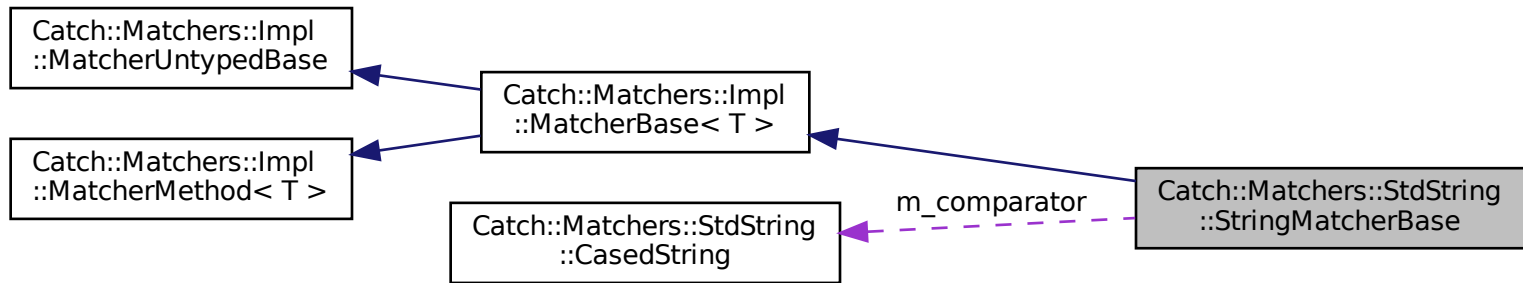 Catch::Matchers::Impl
::MatcherUntypedBase
Catch::Matchers::Impl
::MatcherMethod< T >
Catch::Matchers::Impl
::MatcherBase< T >
Catch::Matchers::StdString
::CasedString
m_comparator
Catch::Matchers::StdString
::StringMatcherBase